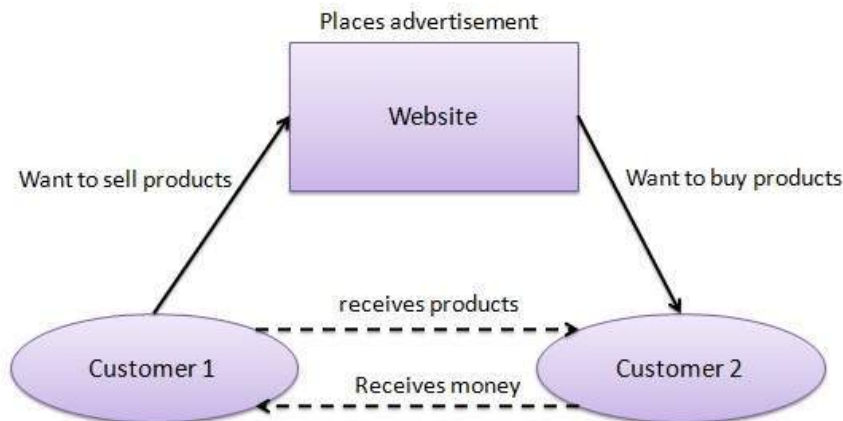 Places advertisement
Website
Want to sell products
Want to buy products
receives products
Customer 1
Customer 2
Receives money